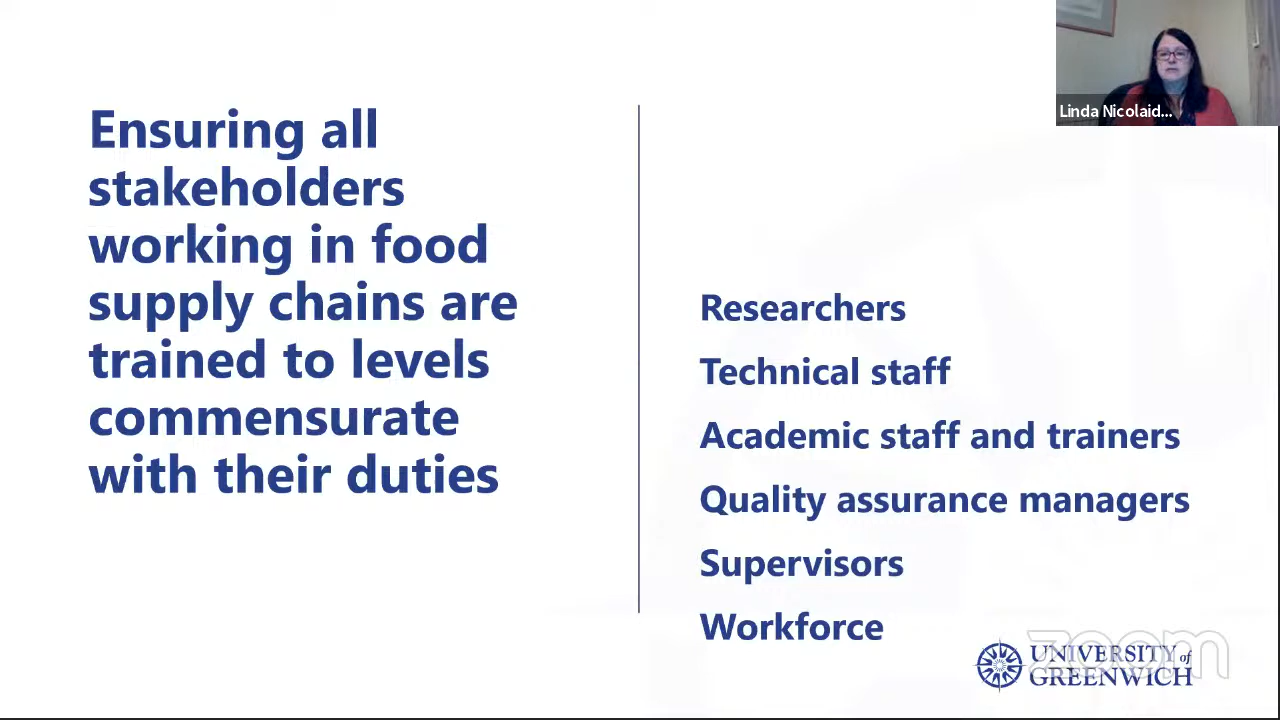 Linda Nicolaid...
Ensuring all
stakeholders
working in food
supply chains are
trained to levels
commensurate
with their duties
Researchers
Technical staff
Academic staff and trainers
Quality assurance managers
Supervisors
Workforce
zoom
UNIVERSITY of
GREENWICH